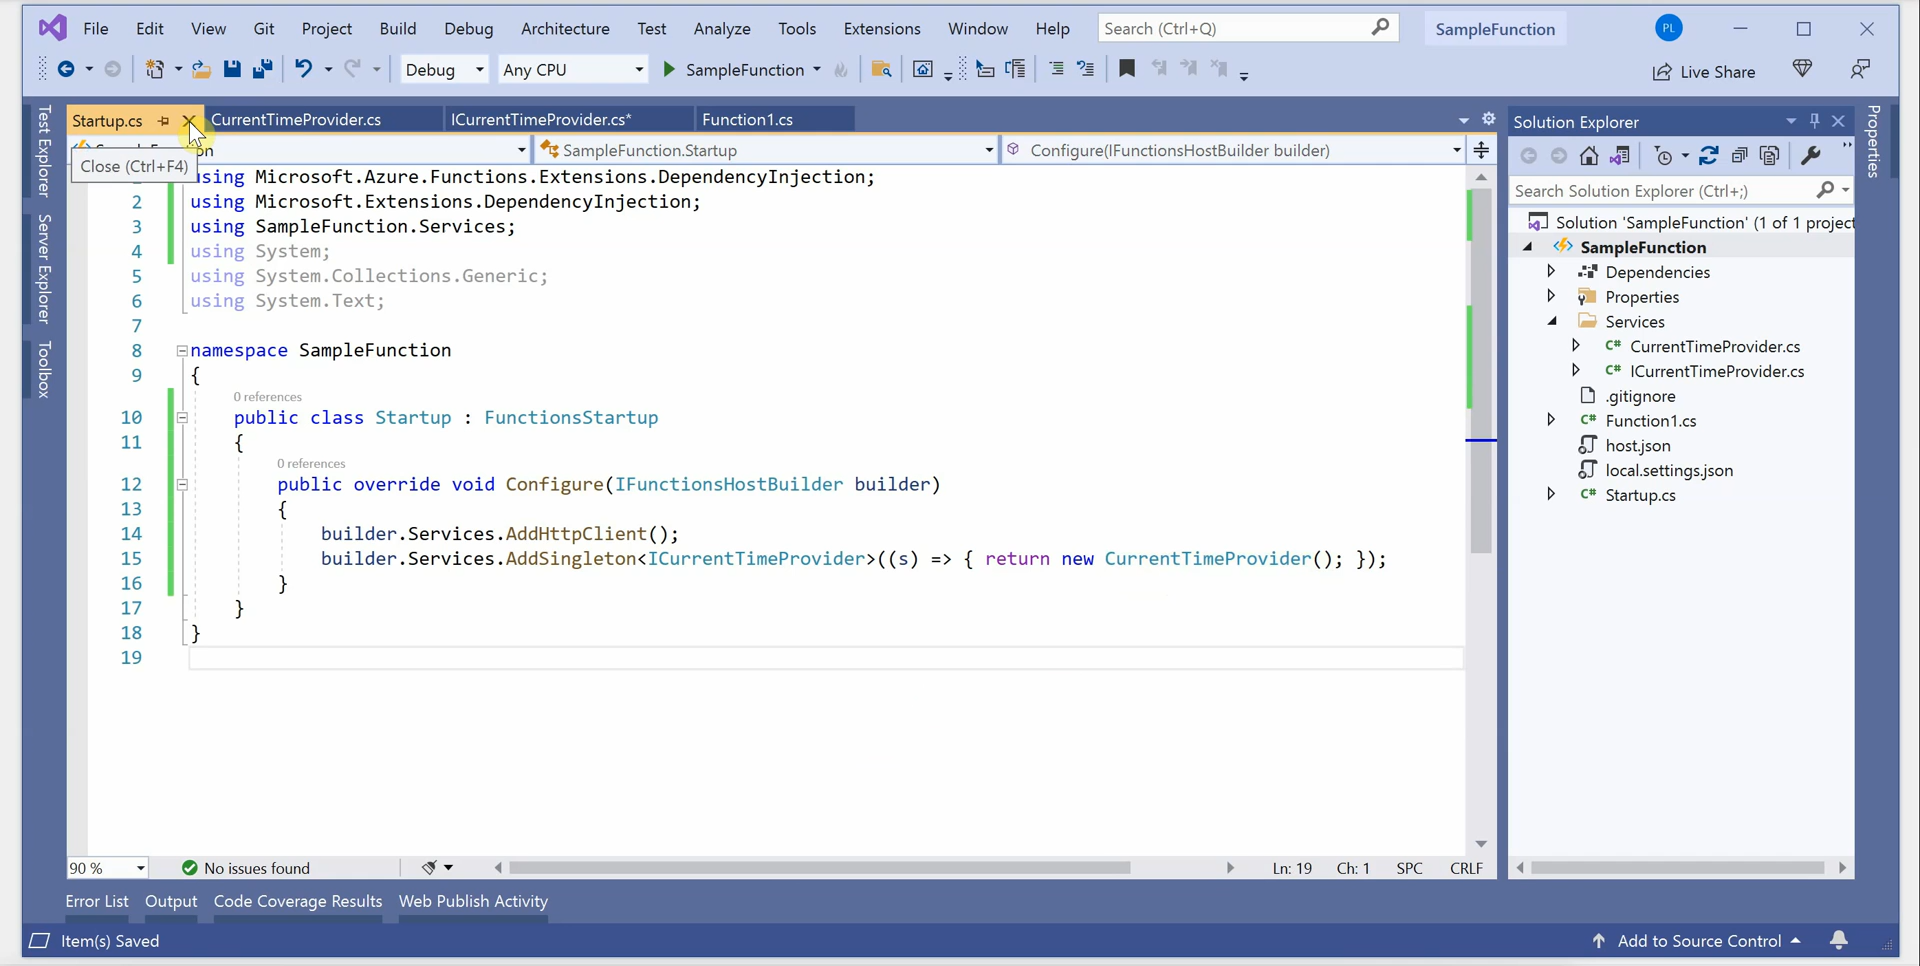 File Edit View Git Project Build Debug Architecture Test Analyze Tools Extensions Window Help Search (Ctrl+Q) SampleFunction PL
Debug Any CPU SampleFunction Live Share
Startup.cs CurrentTimeProvider.cs ICurrentTimeProvider.cs* Function1.cs
SampleFunction.Startup Configure(IFunctionsHostBuilder builder)
Close (Ctrl+F4)
using Microsoft.Azure.Functions.Extensions.DependencyInjection;
2 using Microsoft.Extensions.DependencyInjection;
3 using SampleFunction.Services;
4 using System;
5 using System.Collections.Generic;
6 using System.Text;
7
8 namespace SampleFunction
9 {
0 references
10 public class Startup : FunctionsStartup
11 {
0 references
12 public override void Configure(IFunctionsHostBuilder builder)
13 {
14 builder.Services.AddHttpClient();
15 builder.Services.AddSingleton<ICurrentTimeProvider>((s) => { return new CurrentTimeProvider(); });
16 }
17 }
18 }
19
90 % No issues found Ln: 19 Ch: 1 SPC CRLF
Test Explorer
Server Explorer
Toolbox
Solution Explorer
Search Solution Explorer (Ctrl+;)
Solution 'SampleFunction' (1 of 1 project
SampleFunction
Dependencies
Properties
Services
C# CurrentTimeProvider.cs
C# ICurrentTimeProvider.cs
.gitignore
C# Function1.cs
host.json
local.settings.json
C# Startup.cs
Properties
Error List Output Code Coverage Results Web Publish Activity
Item(s) Saved Add to Source Control